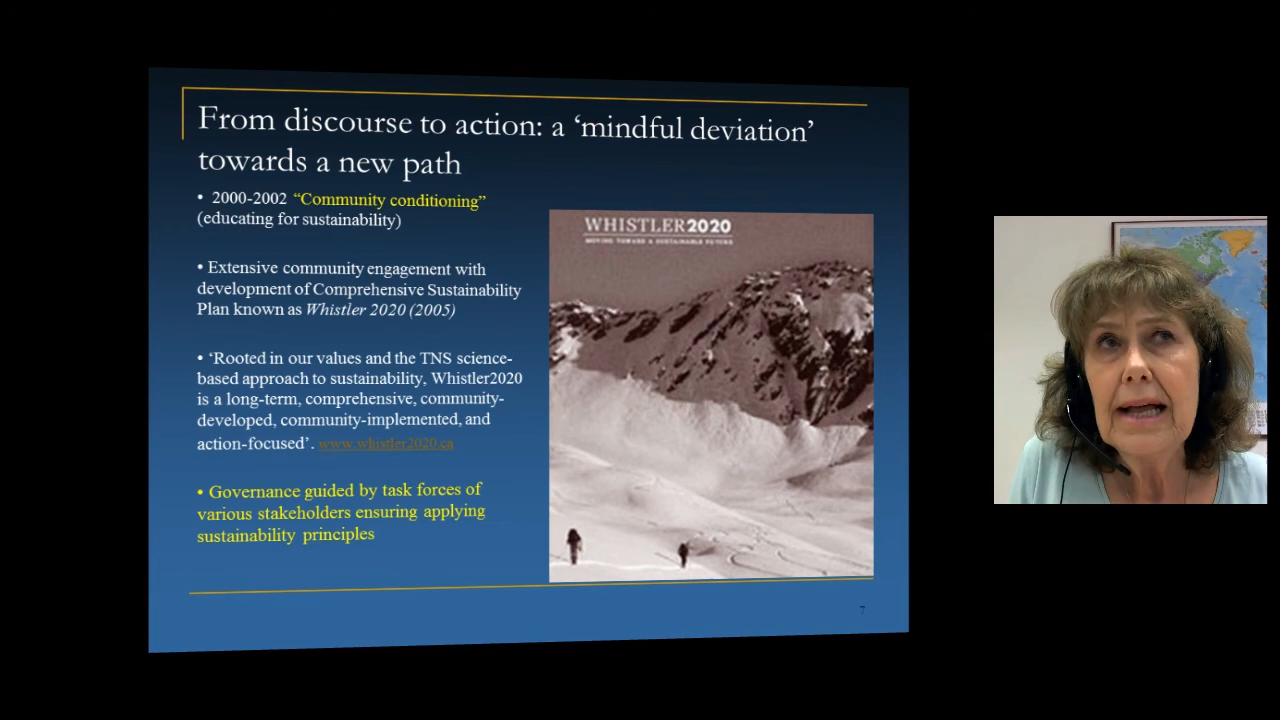 From discourse to action: a ‘mindful deviation’
towards a new path
• 2000-2002 “Community conditioning”
(educating for sustainability)
• Extensive community engagement with
development of Comprehensive Sustainability
Plan known as Whistler 2020 (2005)
• ‘Rooted in our values and the TNS science-
based approach to sustainability, Whistler2020
is a long-term, comprehensive, community-
developed, community-implemented, and
action-focused’. www.whistler2020.ca
• Governance guided by task forces of
various stakeholders ensuring applying
sustainability principles
WHISTLER2020
MOVING TOWARD A SUSTAINABLE FUTURE
7